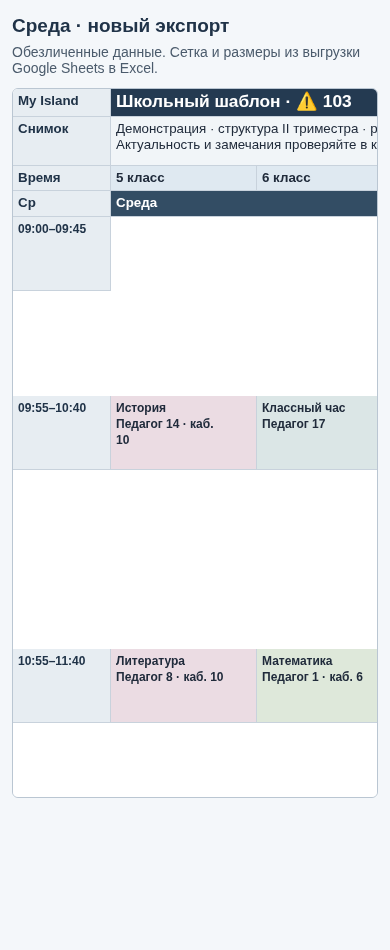 Среда · новый экспорт
Обезличенные данные. Сетка и размеры из выгрузки
Google Sheets в Excel.
My Island
Школьный шаблон · ⚠️ 103
Снимок
Демонстрация · структура II триместра ·
Актуальность и замечания проверяйте в
Время
5 класс
6 класс
Ср
Среда
09:00–09:45
09:55–10:40
История
Педагог 14 · каб.
10
Классный час
Педагог 17
10:55–11:40
Литература
Педагог 8 · каб. 10
Математика
Педагог 1 · каб. 6